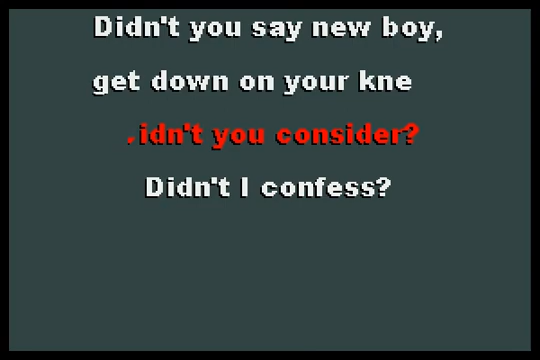 Didn't you say new boy,
get down on your kne
.idn't you consider?
Didn't I confess?